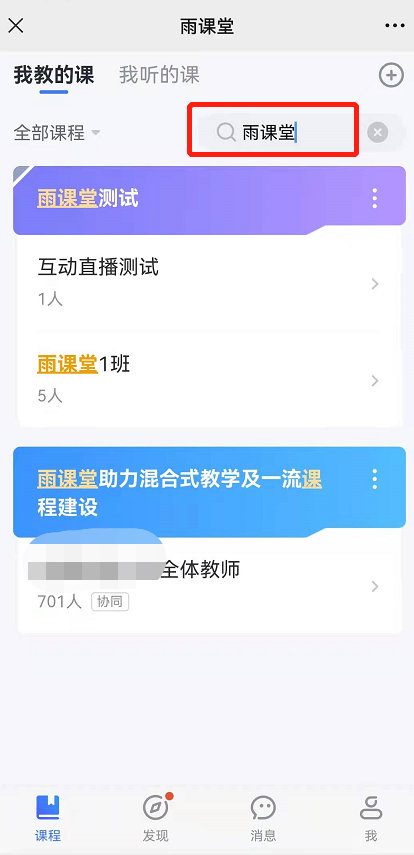 雨课堂
我教的课 我听的课
全部课程 雨课堂
雨课堂测试
互动直播测试
1人
雨课堂1班
5人
雨课堂助力混合式教学及一流课
程建设
全体教师
701人 协同
课程 发现 消息 我